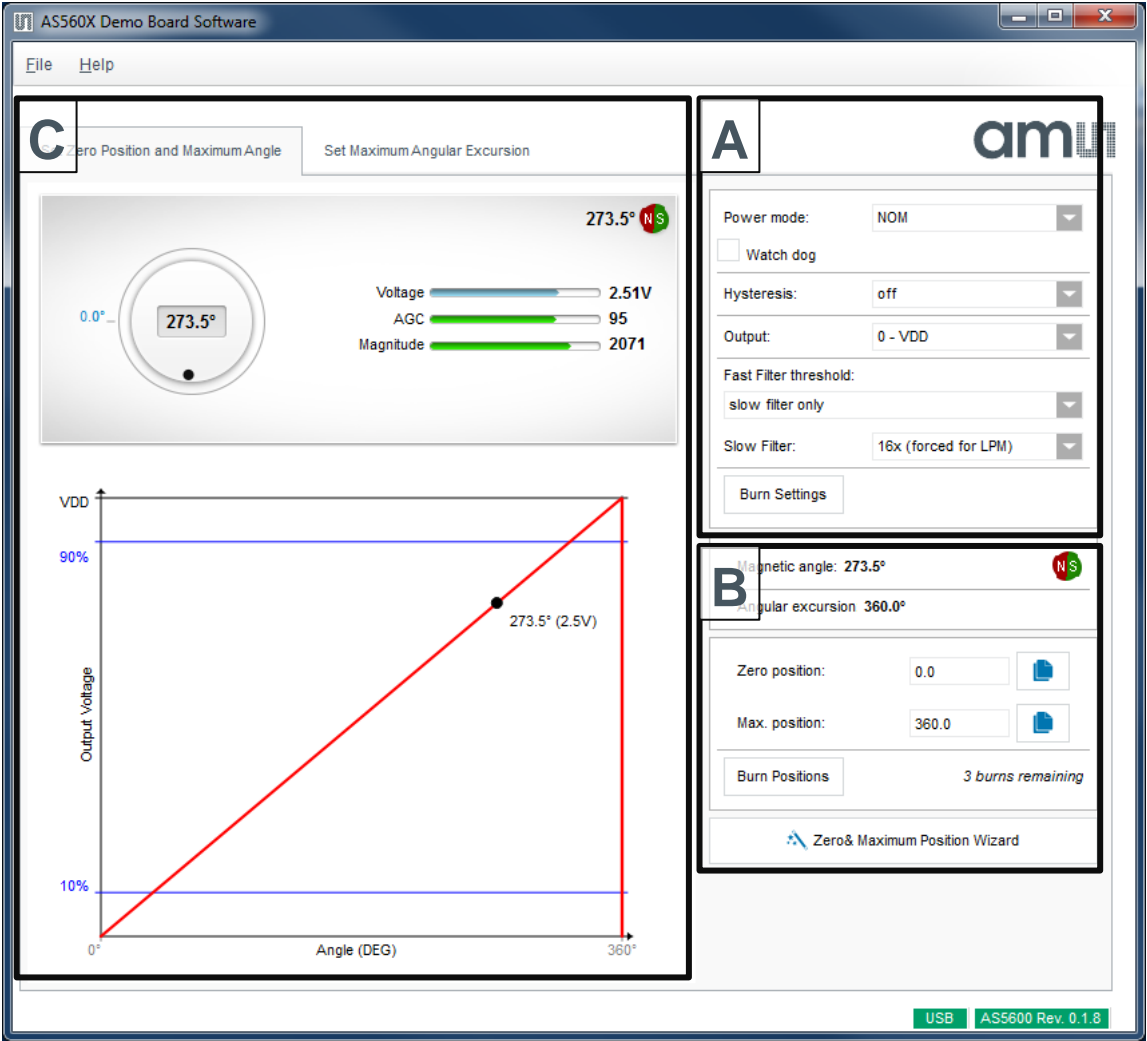 AS560X Demo Board Software
File Help
C
ero Position and Maximum Angle
Set Maximum Angular Excursion
273.5° N S
Voltage 2.51V
AGC 95
Magnitude 2071
0.0°
273.5°
VDD
90%
10%
Output Voltage
273.5° (2.5V)
0°
Angle (DEG)
360°
A
am
Power mode: NOM
Watch dog
Hysteresis: off
Output: 0 - VDD
Fast Filter threshold:
slow filter only
Slow Filter: 16x (forced for LPM)
Burn Settings
B
Magnetic angle: 273.5° N S
Angular excursion 360.0°
Zero position: 0.0
Max. position: 360.0
Burn Positions 3 burns remaining
Zero& Maximum Position Wizard
USB AS5600 Rev. 0.1.8